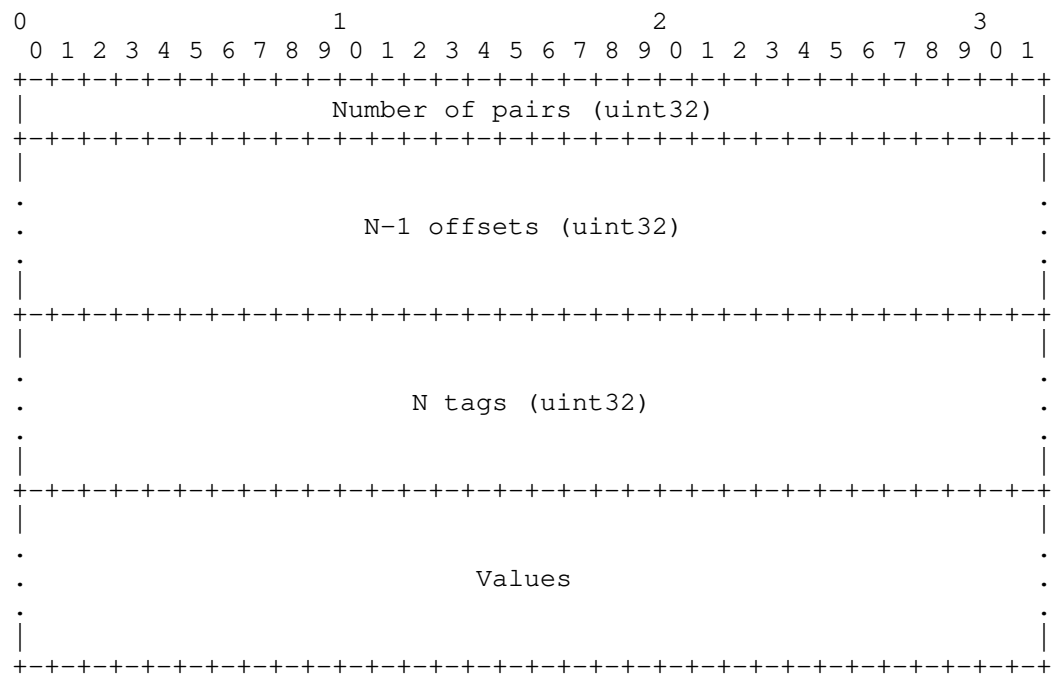 0                   1                   2                   3
 0 1 2 3 4 5 6 7 8 9 0 1 2 3 4 5 6 7 8 9 0 1 2 3 4 5 6 7 8 9 0 1
+-+-+-+-+-+-+-+-+-+-+-+-+-+-+-+-+-+-+-+-+-+-+-+-+-+-+-+-+-+-+-+-+
|                   Number of pairs (uint32)                    |
+-+-+-+-+-+-+-+-+-+-+-+-+-+-+-+-+-+-+-+-+-+-+-+-+-+-+-+-+-+-+-+-+
|                                                               |
.                                                               .
.                     N-1 offsets (uint32)                      .
.                                                               .
|                                                               |
+-+-+-+-+-+-+-+-+-+-+-+-+-+-+-+-+-+-+-+-+-+-+-+-+-+-+-+-+-+-+-+-+
|                                                               |
.                                                               .
.                        N tags (uint32)                        .
.                                                               .
|                                                               |
+-+-+-+-+-+-+-+-+-+-+-+-+-+-+-+-+-+-+-+-+-+-+-+-+-+-+-+-+-+-+-+-+
|                                                               |
.                                                               .
.                            Values                             .
.                                                               .
|                                                               |
+-+-+-+-+-+-+-+-+-+-+-+-+-+-+-+-+-+-+-+-+-+-+-+-+-+-+-+-+-+-+-+-+